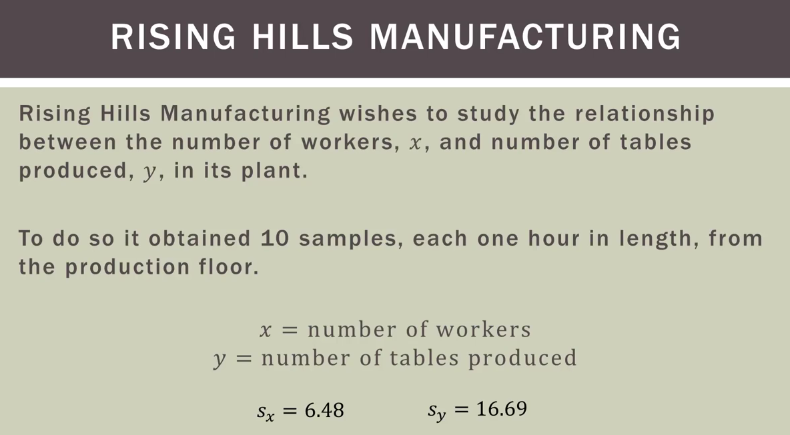 RISING HILLS MANUFACTURING
Rising Hills Manufacturing wishes to study the relationship
between the number of workers, x, and number of tables
produced, y, in its plant.
To do so it obtained 10 samples, each one hour in length, from
the production floor.
x = number of workers
y = number of tables produced
sₓ = 6.48 s_y = 16.69